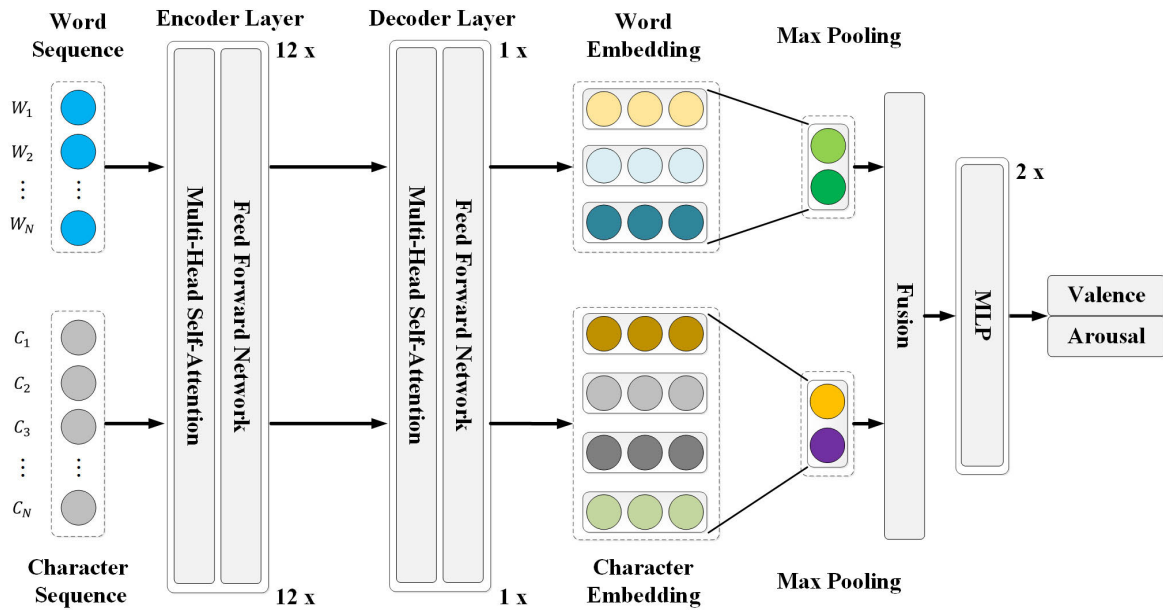 Word
Sequence
Encoder Layer
12 x
Decoder Layer
1 x
Word
Embedding
Max Pooling
W1
W2
⋮ ⋮
WN
Multi-Head Self-Attention
Feed Forward Network
Multi-Head Self-Attention
Feed Forward Network
Fusion
2 x
MLP
Valence
Arousal
C1
C2
C3
⋮ ⋮
CN
Character
Sequence
12 x
1 x
Character
Embedding
Max Pooling